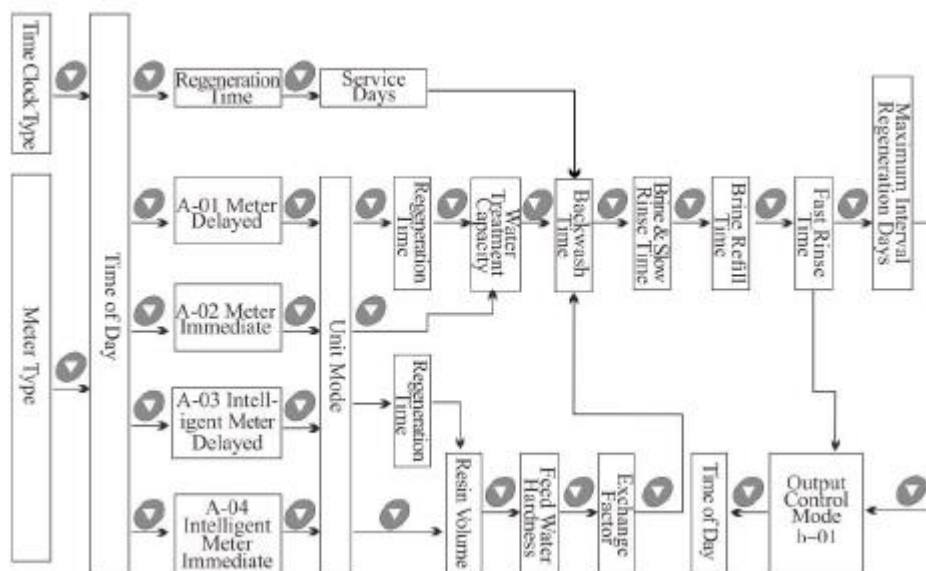 Time Clock Type
Meter Type
Time of Day
Regeneration
Time
Service
Days
A-01 Meter
Delayed
A-02 Meter
Immediate
A-03 Intell-
igent Meter
Delayed
A-04
Intelligent
Meter
Immediate
Unit Mode
Regeneration
Time
Water
Treatment
Capacity
Backwash
Time
Brine & Slow
Rinse Time
Brine Refill
Time
Fast Rinse
Time
Maximum Interval
Regeneration Days
Regeneration
Time
Resin Volume
Feed Water
Hardness
Exchange
Factor
Time of Day
Output
Control
Mode
b-01